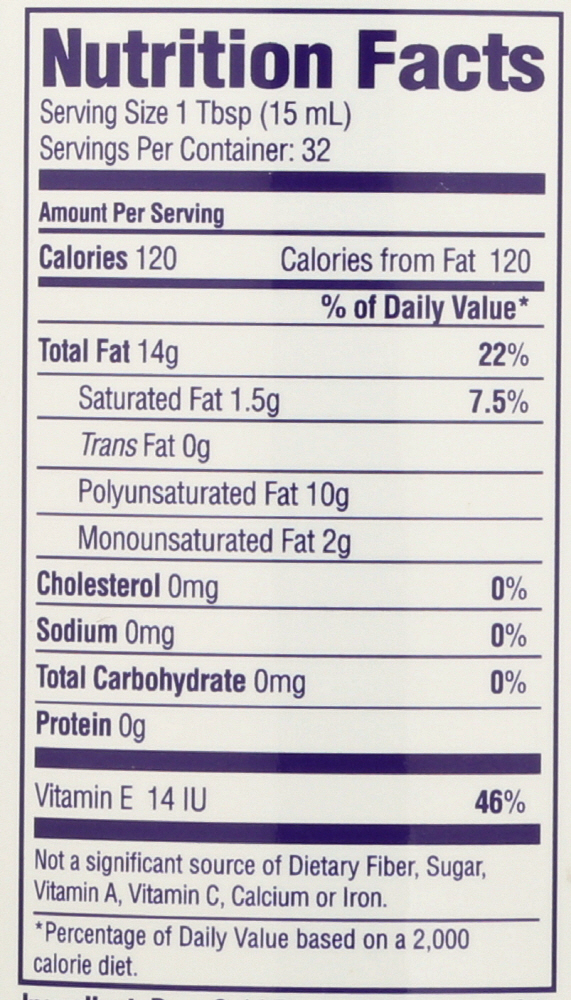 Nutrition Facts
Serving Size 1 Tbsp (15 mL)
Servings Per Container: 32
Amount Per Serving
Calories 120 Calories from Fat 120
% of Daily Value*
Total Fat 14g 22%
Saturated Fat 1.5g 7.5%
Trans Fat 0g
Polyunsaturated Fat 10g
Monounsaturated Fat 2g
Cholesterol 0mg 0%
Sodium 0mg 0%
Total Carbohydrate 0mg 0%
Protein 0g
Vitamin E 14 IU 46%
Not a significant source of Dietary Fiber, Sugar,
Vitamin A, Vitamin C, Calcium or Iron.
*Percentage of Daily Value based on a 2,000
calorie diet.